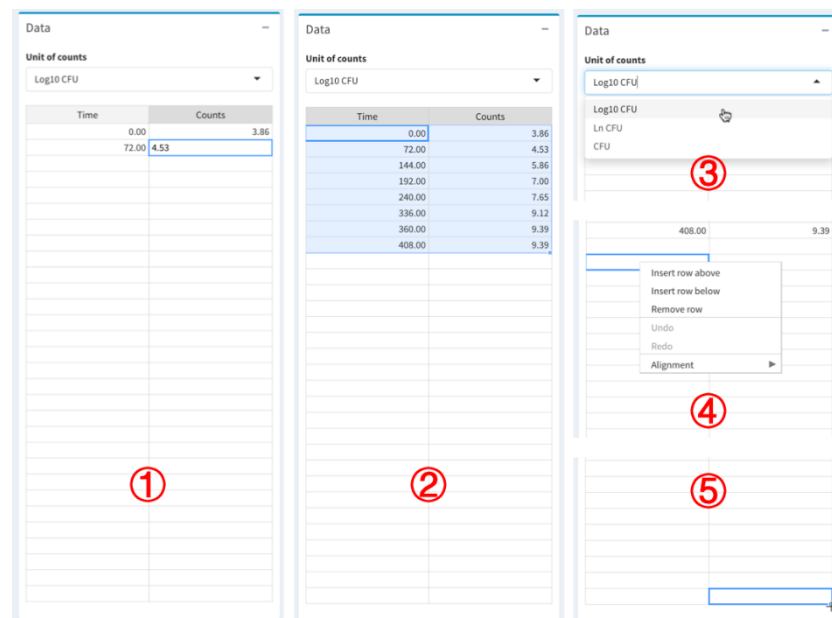 Data −
Unit of counts
Log10 CFU
Time Counts
0.00 3.86
72.00 4.53
①
Data −
Unit of counts
Log10 CFU
Time Counts
0.00 3.86
72.00 4.53
144.00 5.86
192.00 7.00
240.00 7.65
336.00 9.12
360.00 9.39
408.00 9.39
②
Data −
Unit of counts
Log10 CFU
Log10 CFU
Ln CFU
CFU
③
408.00 9.39
Insert row above
Insert row below
Remove row
Undo
Redo
Alignment
④
⑤